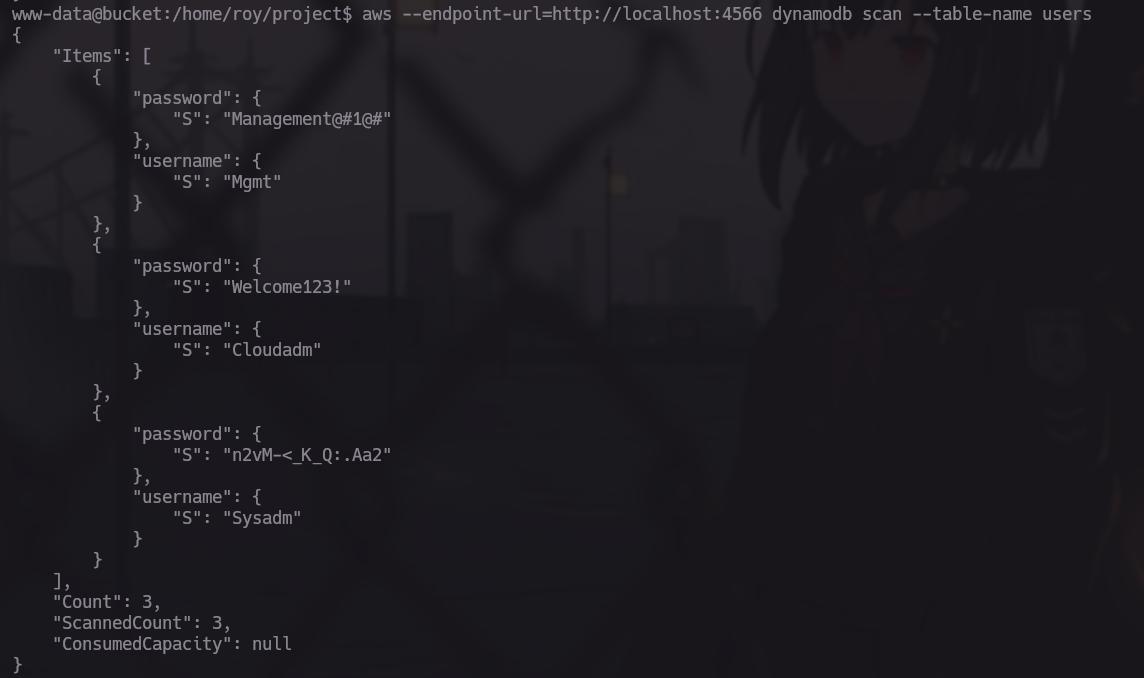 www-data@bucket:/home/roy/project$ aws --endpoint-url=http://localhost:4566 dynamodb scan --table-name users
{
    "Items": [
        {
            "password": {
                "S": "Management@#1@#"
            },
            "username": {
                "S": "Mgmt"
            }
        },
        {
            "password": {
                "S": "Welcome123!"
            },
            "username": {
                "S": "Cloudadm"
            }
        },
        {
            "password": {
                "S": "n2vM-<_K_Q:.Aa2"
            },
            "username": {
                "S": "Sysadm"
            }
        }
    ],
    "Count": 3,
    "ScannedCount": 3,
    "ConsumedCapacity": null
}